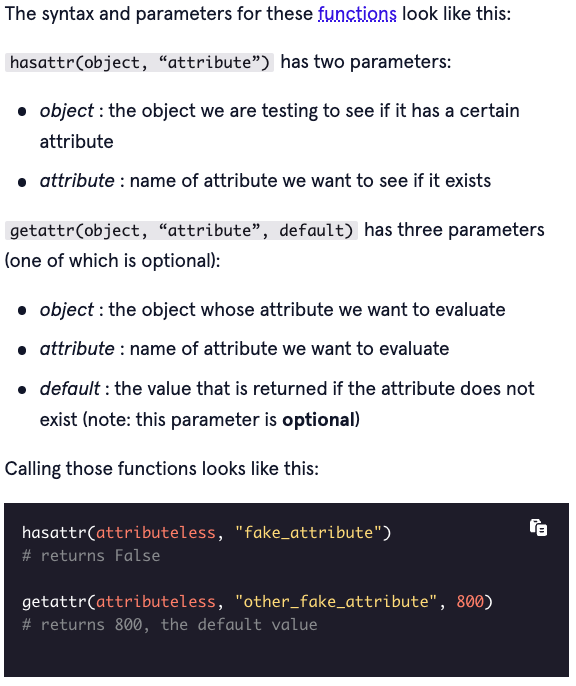 The syntax and parameters for these functions look like this:
hasattr(object, “attribute”) has two parameters:
• object : the object we are testing to see if it has a certain
attribute
• attribute : name of attribute we want to see if it exists
getattr(object, “attribute”, default) has three parameters
(one of which is optional):
• object : the object whose attribute we want to evaluate
• attribute : name of attribute we want to evaluate
• default : the value that is returned if the attribute does not
exist (note: this parameter is optional)
Calling those functions looks like this:
hasattr(attributeless, "fake_attribute")
# returns False
getattr(attributeless, "other_fake_attribute", 800)
# returns 800, the default value